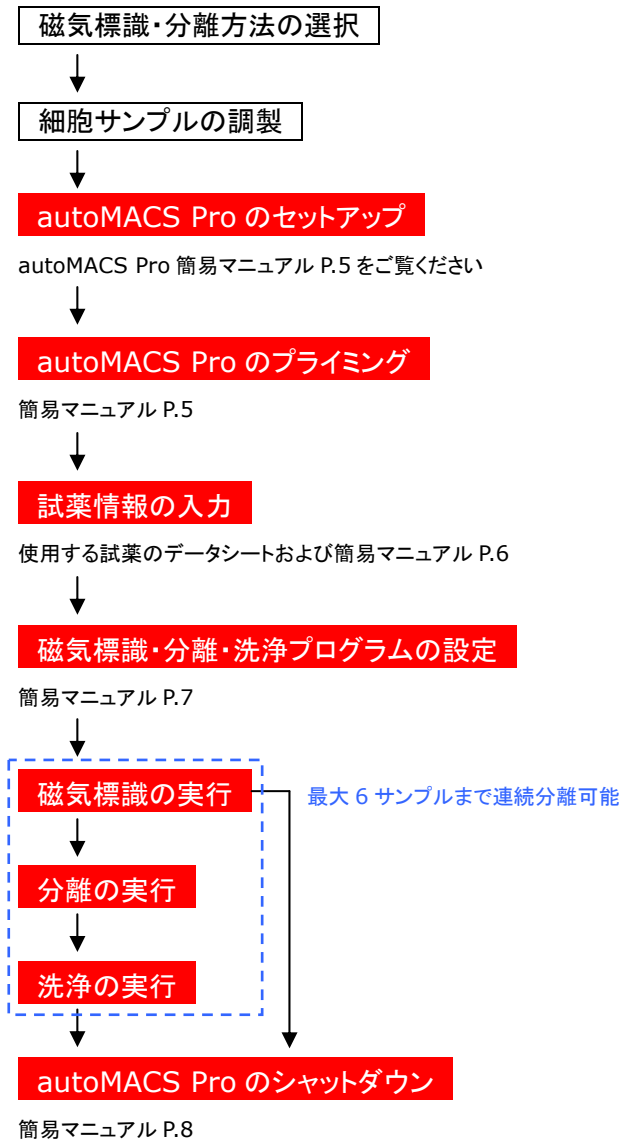 磁気標識・分離方法の選択
細胞サンプルの調製
autoMACS Pro のセットアップ
autoMACS Pro 簡易マニュアル P.5 をご覧ください
autoMACS Pro のプライミング
簡易マニュアル P.5
試薬情報の入力
使用する試薬のデータシートおよび簡易マニュアル P.6
磁気標識・分離・洗浄プログラムの設定
簡易マニュアル P.7
磁気標識の実行
最大 6 サンプルまで連続分離可能
分離の実行
洗浄の実行
autoMACS Pro のシャットダウン
簡易マニュアル P.8